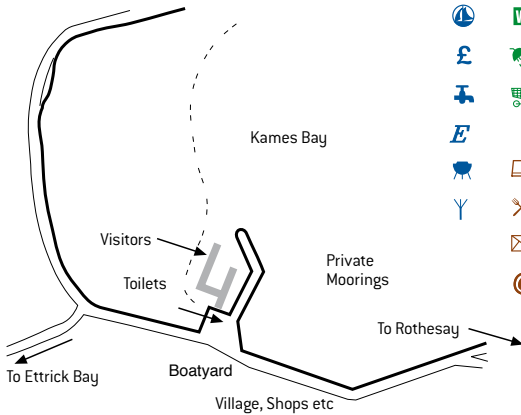 £
E
Kames Bay
Visitors
Toilets
Private
Moorings
To Rothesay
To Ettrick Bay
Boatyard
Village, Shops etc